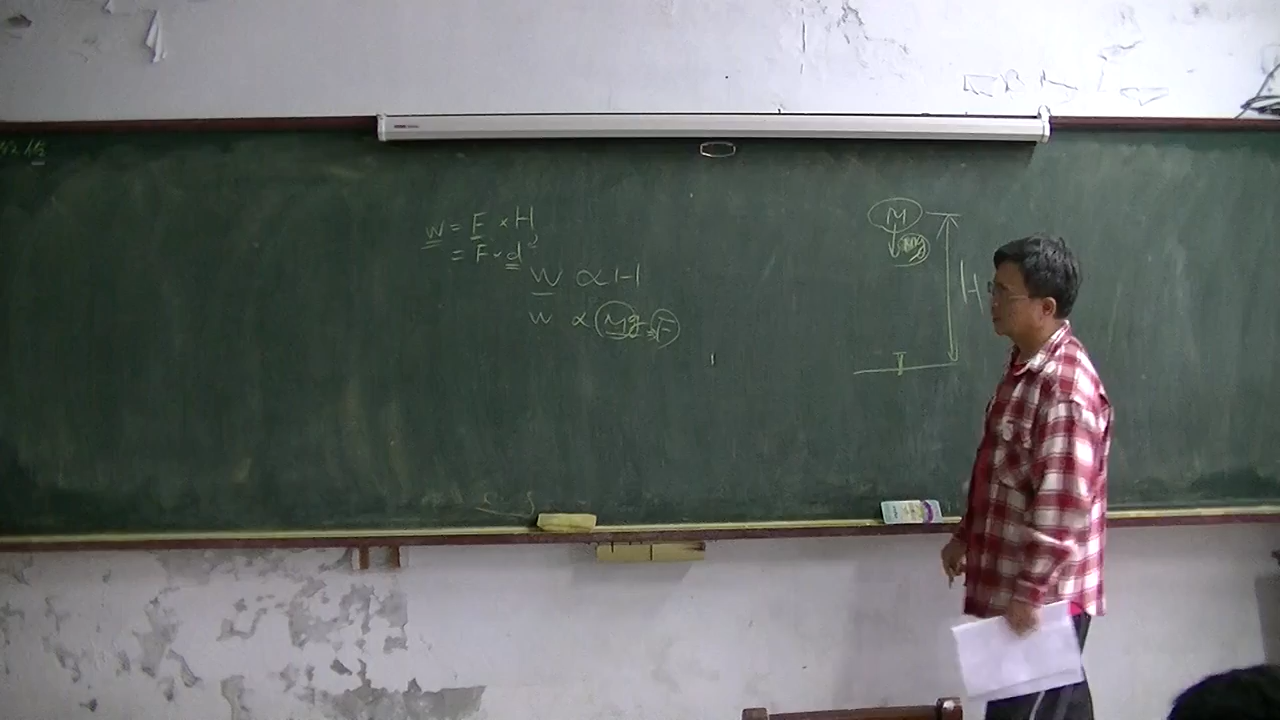 W = F × H
= F × d
W ∝ H
W ∝ Mg = F
M
mg
H